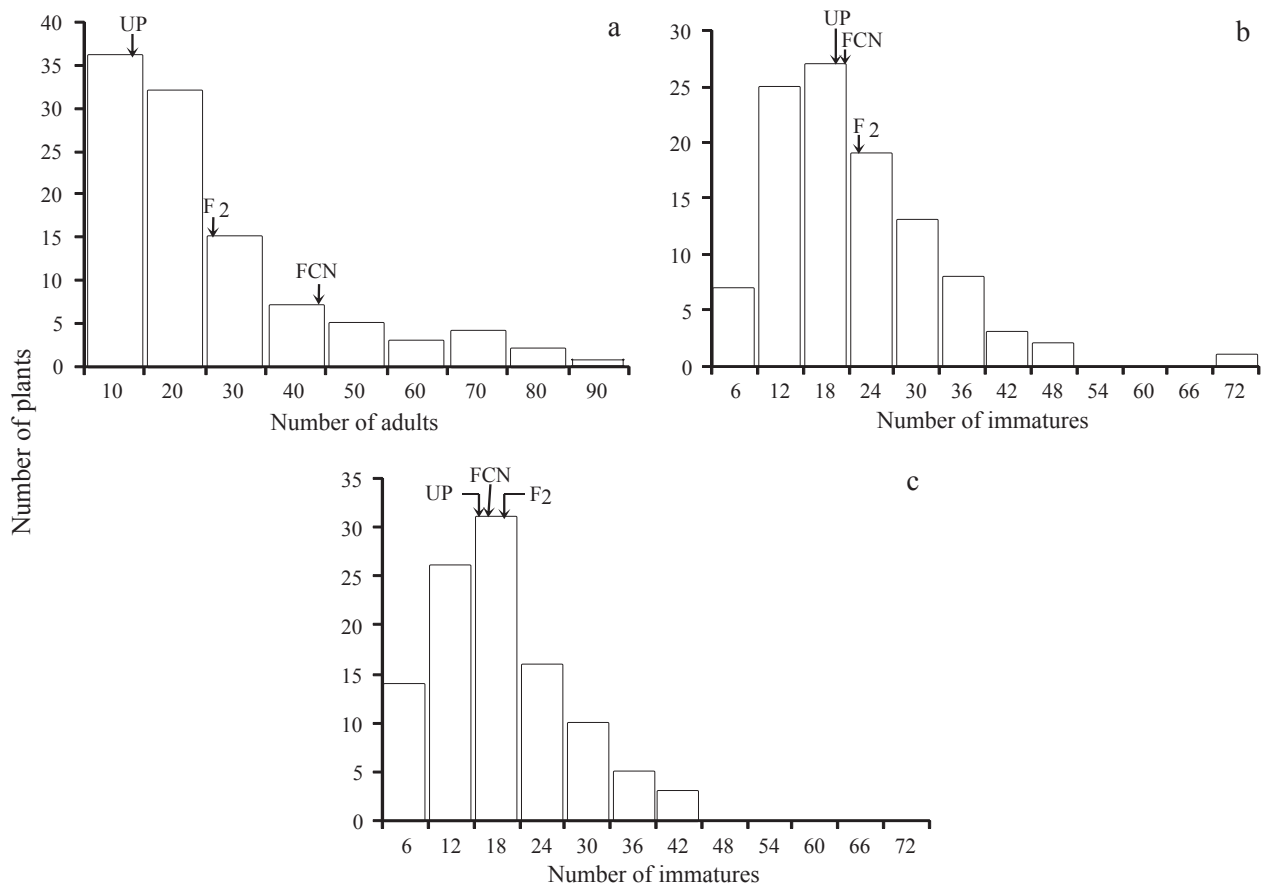 a
UP
F 2
FCN
40
35
30
25
20
15
10
5
0
10 20 30 40 50 60 70 80 90
Number of adults
b
UP
FCN
F 2
30
25
20
15
10
5
0
6 12 18 24 30 36 42 48 54 60 66 72
Number of immatures
Number of plants
c
FCN
UP
F2
35
30
25
20
15
10
5
0
6 12 18 24 30 36 42 48 54 60 66 72
Number of immatures